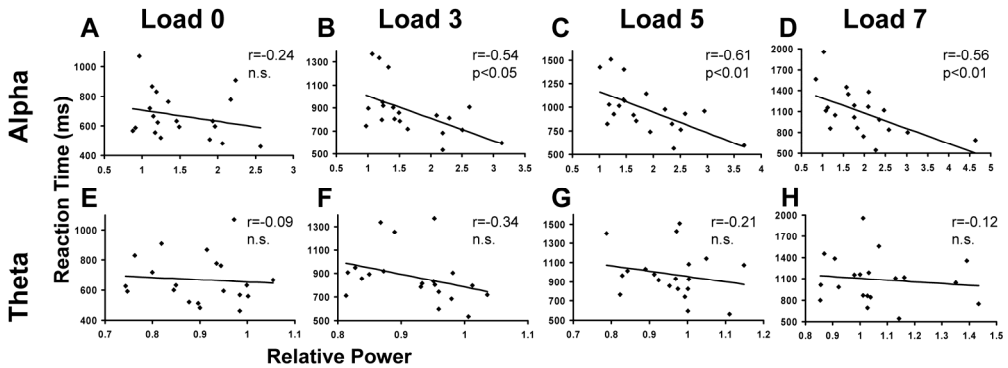 Load 0 Load 3 Load 5 Load 7
Alpha
Theta
Reaction Time (ms)
A
r=-0.24
n.s.
1000
800
600
400
0.5 1 1.5 2 2.5 3
B
r=-0.54
p<0.05
1300
1100
900
700
500
0.5 1 1.5 2 2.5 3 3.5
C
r=-0.61
p<0.01
1500
1250
1000
750
500
0.5 1 1.5 2 2.5 3 3.5 4
D
r=-0.56
p<0.01
2000
1700
1400
1100
800
500
0.5 1 1.5 2 2.5 3 3.5 4 4.5 5
E
r=-0.09
n.s.
1000
800
600
400
0.7 0.8 0.9 1 1.1
F
r=-0.34
n.s.
1300
1100
900
700
500
0.8 0.9 1 1.1
G
r=-0.21
n.s.
1500
1250
1000
750
500
0.7 0.8 0.9 1 1.1 1.2
H
r=-0.12
n.s.
2000
1700
1400
1100
800
500
0.8 0.9 1 1.1 1.2 1.3 1.4 1.5
Relative Power